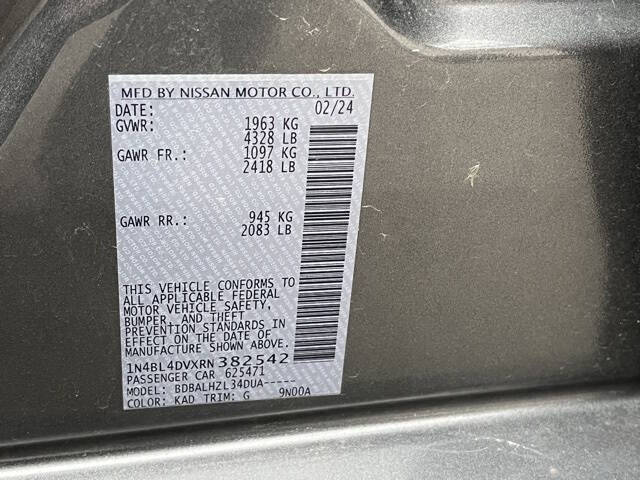 MFD BY NISSAN MOTOR CO., LTD.
DATE: 02/24
GVWR: 1963 KG
4328 LB
GAWR FR.: 1097 KG
2418 LB
GAWR RR.: 945 KG
2083 LB
THIS VEHICLE CONFORMS TO
ALL APPLICABLE FEDERAL
MOTOR VEHICLE SAFETY,
BUMPER AND THEFT
PREVENTION STANDARDS IN
EFFECT ON THE DATE OF
MANUFACTURE SHOWN ABOVE.
1N4BL4DVXRN382542
PASSENGER CAR 625471
MODEL: BDBALHZL34DUA-----
COLOR: KAD TRIM: G 9N00A